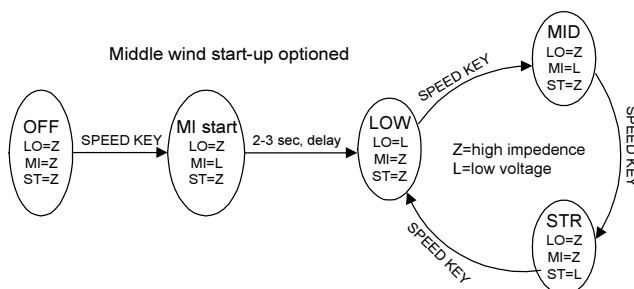 Middle wind start-up optioned
OFF
LO=Z
MI=Z
ST=Z
SPEED KEY
MI start
LO=Z
MI=L
ST=Z
2-3 sec, delay
LOW
LO=L
MI=Z
ST=Z
SPEED KEY
MID
LO=Z
MI=L
ST=Z
SPEED KEY
STR
LO=Z
MI=Z
ST=L
SPEED KEY
Z=high impedence
L=low voltage